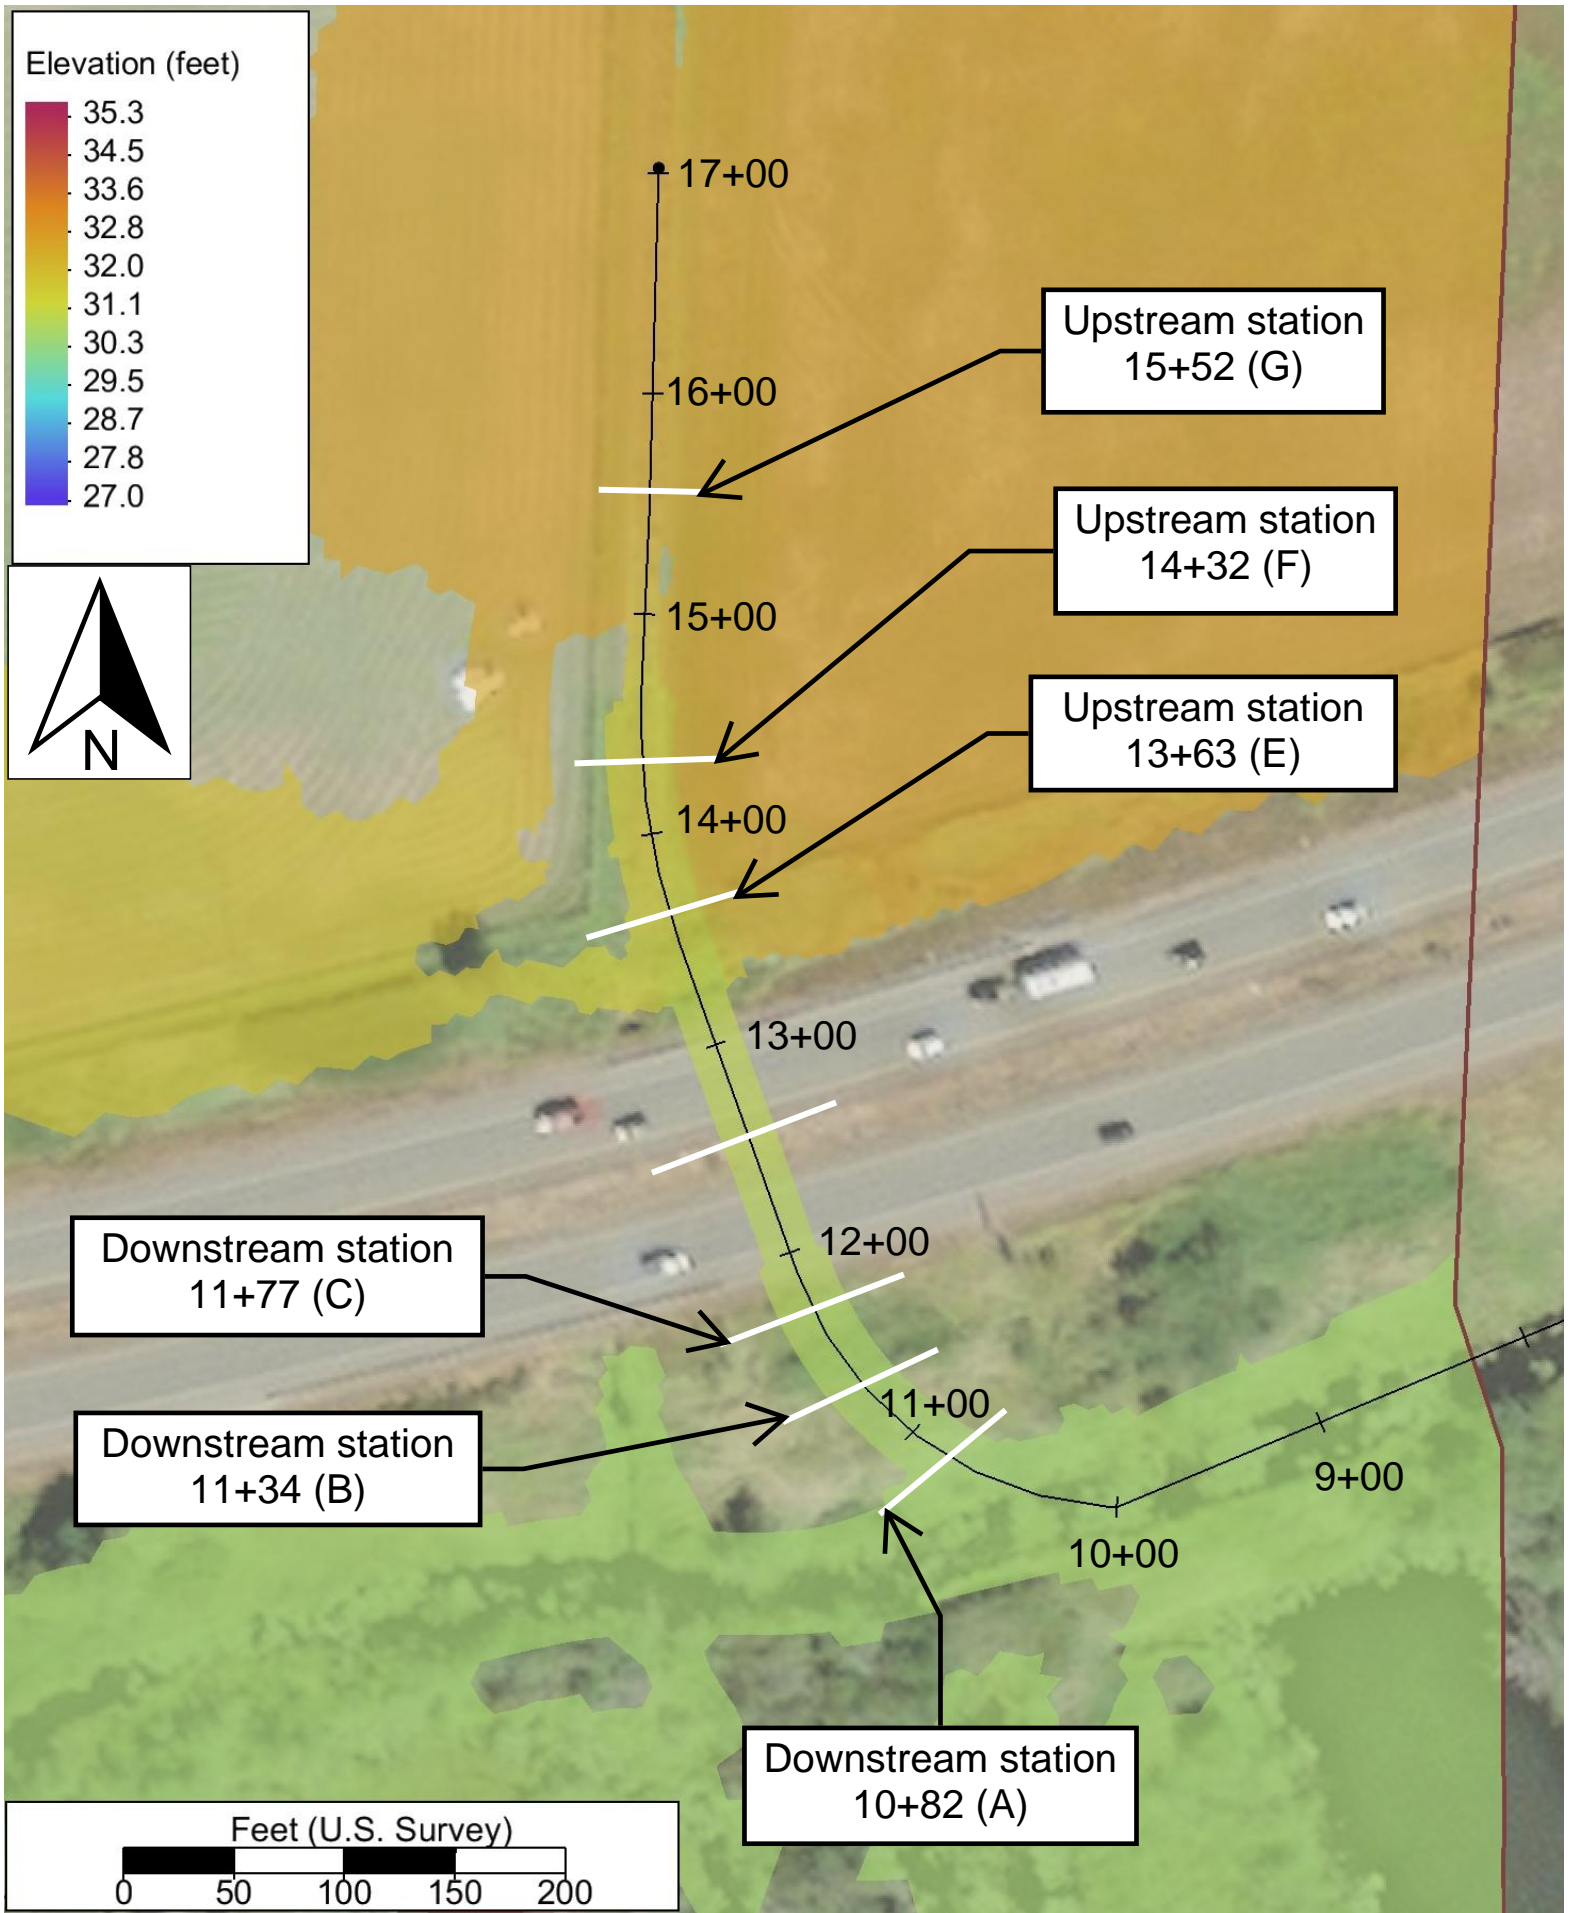 Elevation (feet)
35.3
34.5
33.6
32.8
32.0
31.1
30.3
29.5
28.7
27.8
27.0
N
17+00
16+00
15+00
14+00
13+00
12+00
11+00
10+00
9+00
Upstream station
15+52 (G)
Upstream station
14+32 (F)
Upstream station
13+63 (E)
Downstream station
11+77 (C)
Downstream station
11+34 (B)
Downstream station
10+82 (A)
Feet (U.S. Survey)
0 50 100 150 200